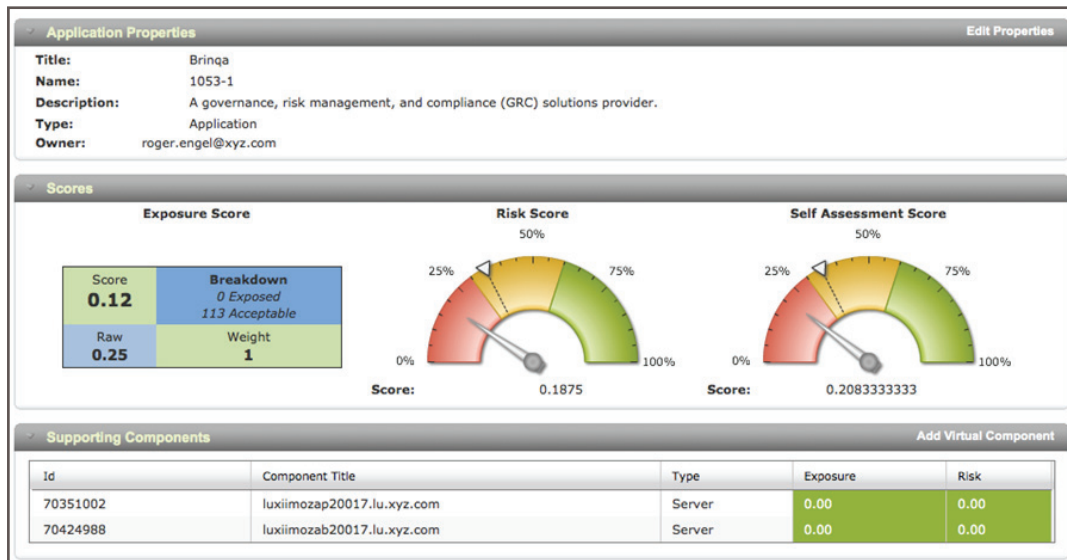 Application Properties Edit Properties
Title: Brinqa
Name: 1053-1
Description: A governance, risk management, and compliance (GRC) solutions provider.
Type: Application
Owner: roger.engel@xyz.com
Scores
Exposure Score
Score
0.12
Breakdown
0 Exposed
113 Acceptable
Raw
0.25
Weight
1
Risk Score
50%
25% 75%
0% 100%
Score: 0.1875
Self Assessment Score
50%
25% 75%
0% 100%
Score: 0.2083333333
Supporting Components Add Virtual Component
Id Component Title Type Exposure Risk
70351002 luxiimozap20017.lu.xyz.com Server 0.00 0.00
70424988 luxiimozab20017.lu.xyz.com Server 0.00 0.00